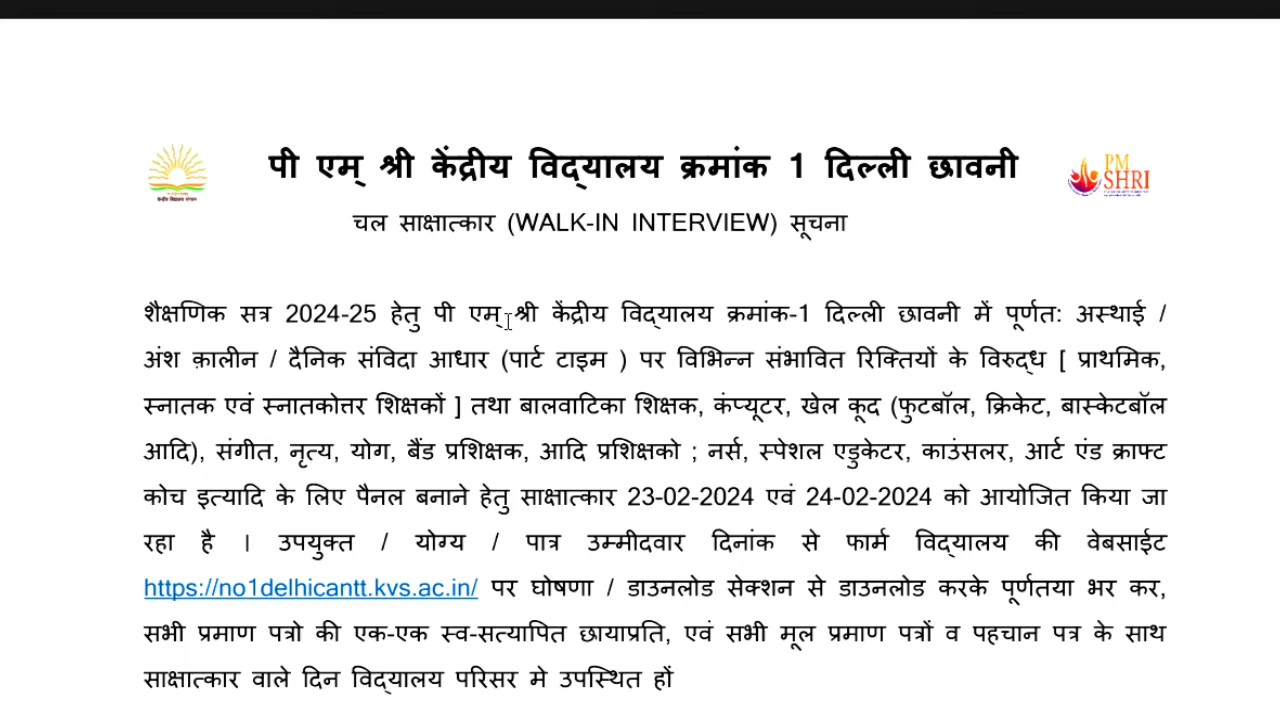 पी एम् श्री केंद्रीय विद्यालय क्रमांक 1 दिल्ली छावनी
PM
SHRI
केन्द्रीय विद्यालय संगठन
चल साक्षात्कार (WALK-IN INTERVIEW) सूचना
शैक्षणिक सत्र 2024-25 हेतु पी एम् श्री केंद्रीय विद्यालय क्रमांक-1 दिल्ली छावनी में पूर्णत: अस्थाई /
अंश क़ालीन / दैनिक संविदा आधार (पार्ट टाइम ) पर विभिन्न संभावित रिक्तियों के विरुद्ध [ प्राथमिक,
स्नातक एवं स्नातकोत्तर शिक्षकों ] तथा बालवाटिका शिक्षक, कंप्यूटर, खेल कूद (फुटबॉल, क्रिकेट, बास्केटबॉल
आदि), संगीत, नृत्य, योग, बैंड प्रशिक्षक, आदि प्रशिक्षको ; नर्स, स्पेशल एडुकेटर, काउंसलर, आर्ट एंड क्राफ्ट
कोच इत्यादि के लिए पैनल बनाने हेतु साक्षात्कार 23-02-2024 एवं 24-02-2024 को आयोजित किया जा
रहा है । उपयुक्त / योग्य / पात्र उम्मीदवार दिनांक से फार्म विद्यालय की वेबसाईट
https://no1delhicantt.kvs.ac.in/ पर घोषणा / डाउनलोड सेक्शन से डाउनलोड करके पूर्णतया भर कर,
सभी प्रमाण पत्रो की एक-एक स्व-सत्यापित छायाप्रति, एवं सभी मूल प्रमाण पत्रों व पहचान पत्र के साथ
साक्षात्कार वाले दिन विद्यालय परिसर मे उपस्थित हों